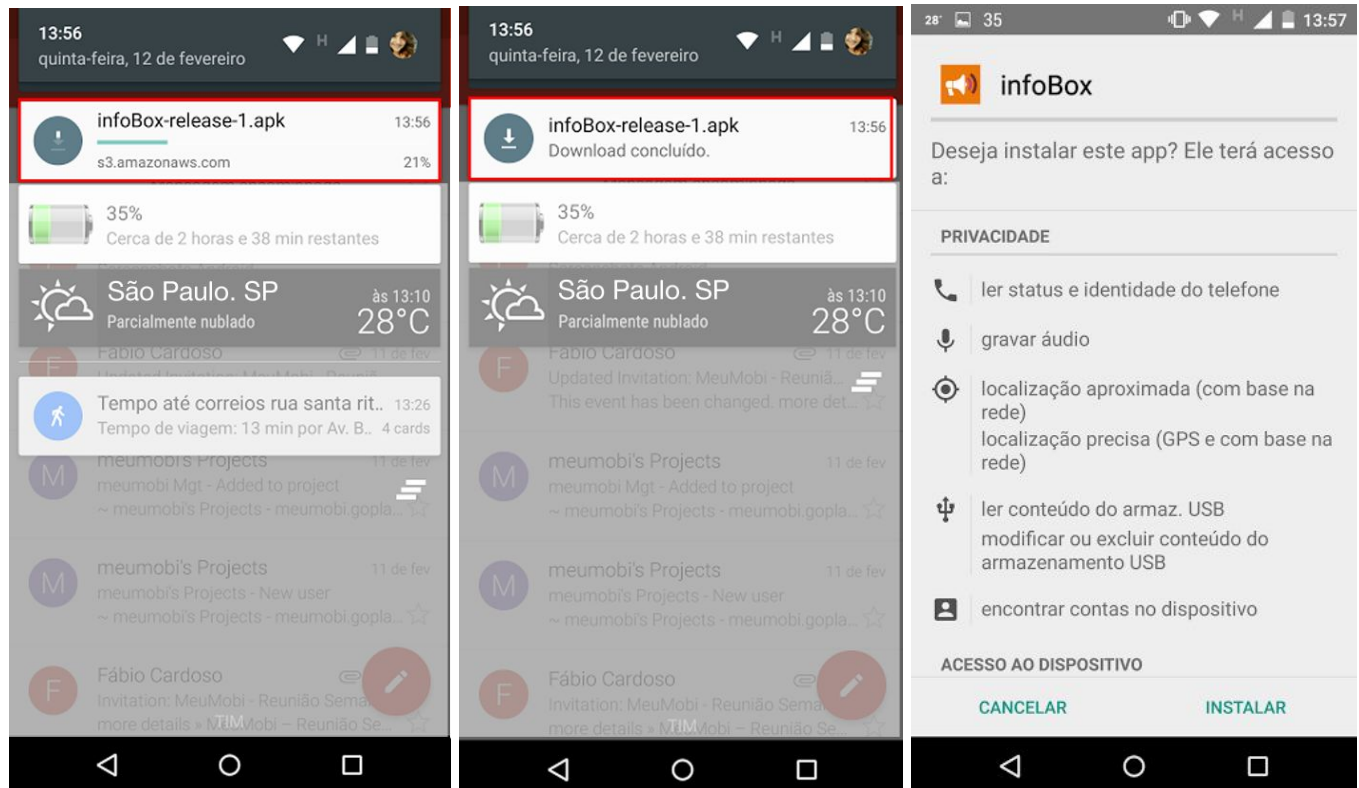 13:56
quinta-feira, 12 de fevereiro
H
infoBox-release-1.apk 13:56
s3.amazonaws.com 21%
35%
Cerca de 2 horas e 38 min restantes
São Paulo. SP às 13:10
Parcialmente nublado 28°C
Fabio Cardoso 11 de fev
Tempo até correios rua santa rit.. 13:26
Tempo de viagem: 13 min por Av. B.. 4 cards
meumobi's Projects 11 de fev
M
meumobi Mgt - Added to project
~ meumobi's Projects - meumobi.gopla...
meumobi's Projects 11 de fev
M
meumobi's Projects - New user
~ meumobi's Projects - meumobi.gopla...
Fábio Cardoso
F
Invitation: MeuMobi - Reunião Sema
more details » MeuMobi – Reunião Se...
TIM
13:56
quinta-feira, 12 de fevereiro
H
infoBox-release-1.apk 13:56
Download concluído.
35%
Cerca de 2 horas e 38 min restantes
São Paulo. SP às 13:10
Parcialmente nublado 28°C
Fabio Cardoso 11 de fev
F
Updated Invitation: MeuMobi - Reuniã...
This event has been changed. more det...
meumobi's Projects 11 de fev
M
meumobi Mgt - Added to project
~ meumobi's Projects - meumobi.gopla...
meumobi's Projects 11 de fev
M
meumobi's Projects - New user
~ meumobi's Projects - meumobi.gopla...
Fábio Cardoso
F
Invitation: MeuMobi - Reunião Sema
more details » MeuMobi – Reunião Se...
TIM
28° 35 H 13:57
infoBox
Deseja instalar este app? Ele terá acesso
a:
PRIVACIDADE
ler status e identidade do telefone
gravar áudio
localização aproximada (com base na
rede)
localização precisa (GPS e com base na
rede)
ler conteúdo do armaz. USB
modificar ou excluir conteúdo do
armazenamento USB
encontrar contas no dispositivo
ACESSO AO DISPOSITIVO
CANCELAR INSTALAR